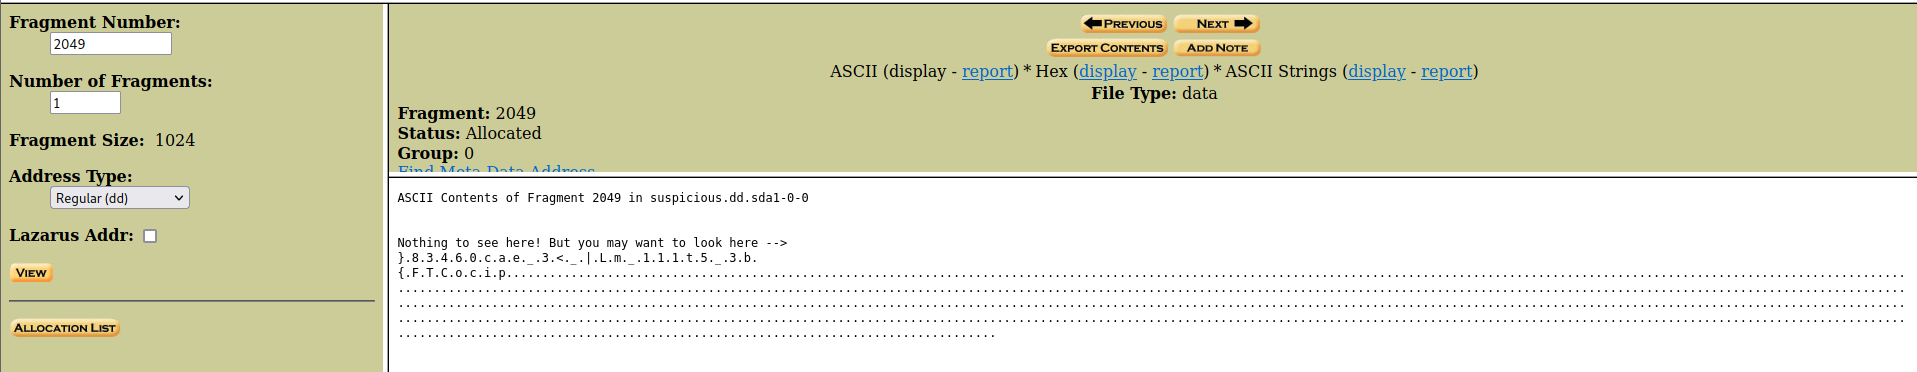 Fragment Number:
2049
Number of Fragments:
1
Fragment Size: 1024
Address Type:
Regular (dd)
Lazarus Addr:
VIEW
ALLOCATION LIST
PREVIOUS NEXT
EXPORT CONTENTS ADD NOTE
ASCII (display - report) * Hex (display - report) * ASCII Strings (display - report)
File Type: data
Fragment: 2049
Status: Allocated
Group: 0
Find Meta Data Address
ASCII Contents of Fragment 2049 in suspicious.dd.sda1-0-0
Nothing to see here! But you may want to look here -->
}.8.3.4.6.0.c.a.e._.3.<._.|.L.m._.1.1.1.t.5._.3.b.
{.F.T.C.o.c.i.p..................................................................................................................................................................................................
.................................................................................................................................................................................................................
.................................................................................................................................................................................................................
.................................................................................................................................................................................................................
...................................................................................